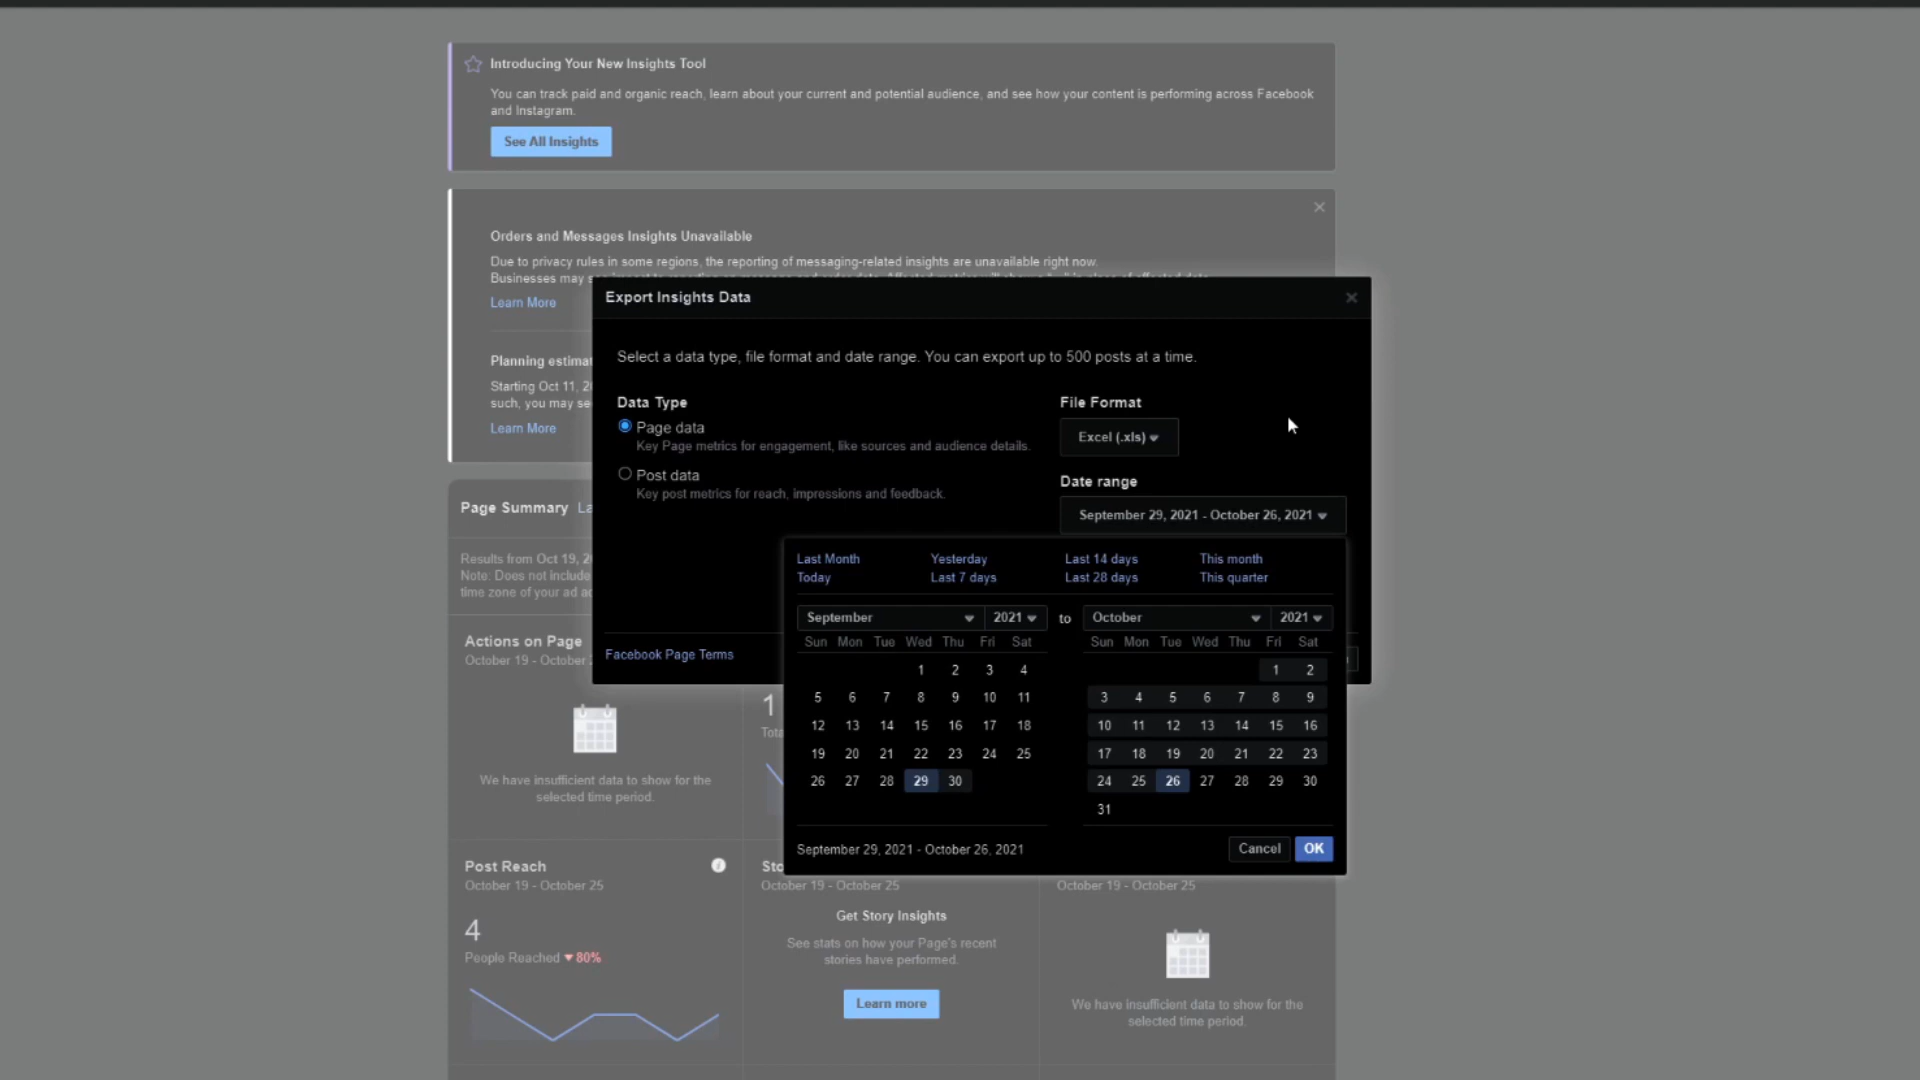 Introducing Your New Insights Tool
You can track paid and organic reach, learn about your current and potential audience, and see how your content is performing across Facebook
and Instagram.
See All Insights
Orders and Messages Insights Unavailable
Due to privacy rules in some regions, the reporting of messaging-related insights are unavailable right now.
Businesses may
Learn More
Planning
Starting Oct 11,
such, you may
Learn More
Export Insights Data
Select a data type, file format and date range. You can export up to 500 posts at a time.
Data Type
Page data
Key Page metrics for engagement, like sources and audience details.
Post data
Key post metrics for reach, impressions and feedback.
File Format
Excel (.xls)
Date range
September 29, 2021 - October 26, 2021
Facebook Page Terms
Last Month Yesterday Last 14 days This month
Today Last 7 days Last 28 days This quarter
September 2021 to October 2021
Sun Mon Tue Wed Thu Fri Sat Sun Mon Tue Wed Thu Fri Sat
1 2 3 4 1 2
5 6 7 8 9 10 11 3 4 5 6 7 8 9
12 13 14 15 16 17 18 10 11 12 13 14 15 16
19 20 21 22 23 24 25 17 18 19 20 21 22 23
26 27 28 29 30 24 25 26 27 28 29 30
31
September 29, 2021 - October 26, 2021 Cancel OK
Page Summary
Results from Oct 19,
Note: Does not include
time zone of your ad
Actions on Page
October 19 - October
We have insufficient data to show for the
selected time period.
1
Post Reach
October 19 - October 25
4
People Reached 80%
October 19 - October 25
Get Story Insights
See stats on how your Page's recent
stories have performed.
Learn more
October 19 - October 25
We have insufficient data to show for the
selected time period.